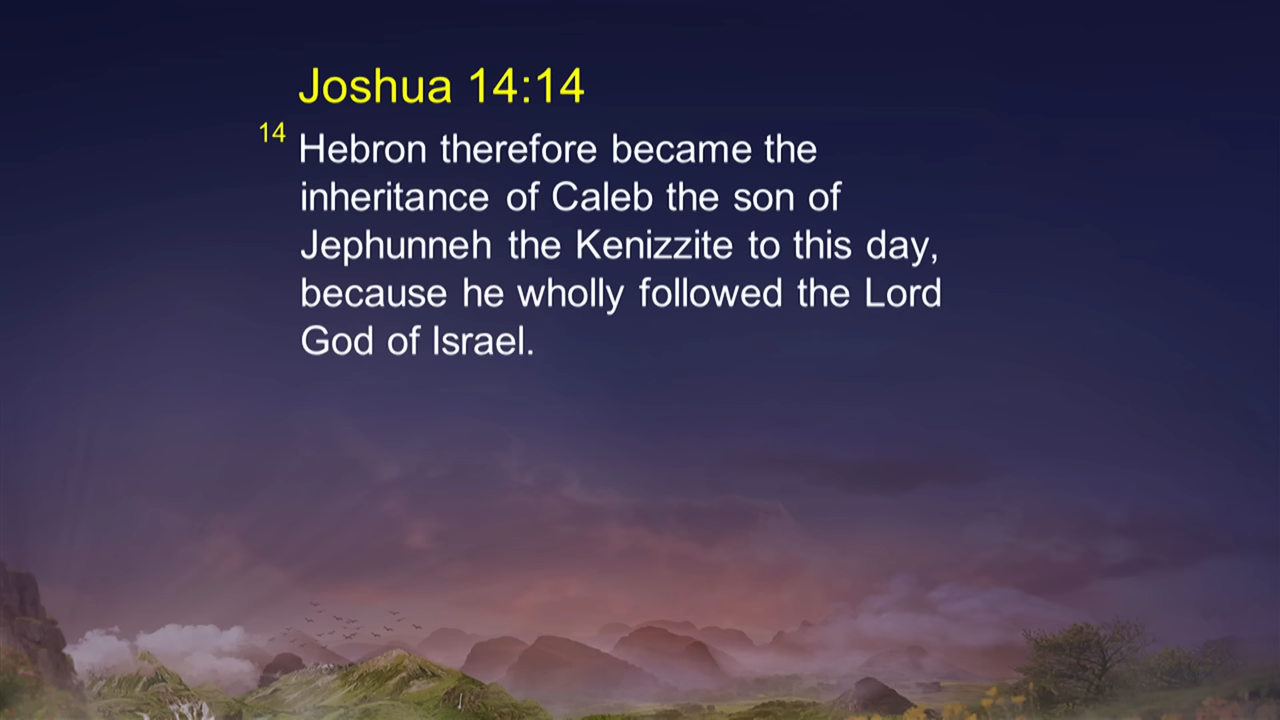 Joshua 14:14
14 Hebron therefore became the
inheritance of Caleb the son of
Jephunneh the Kenizzite to this day,
because he wholly followed the Lord
God of Israel.